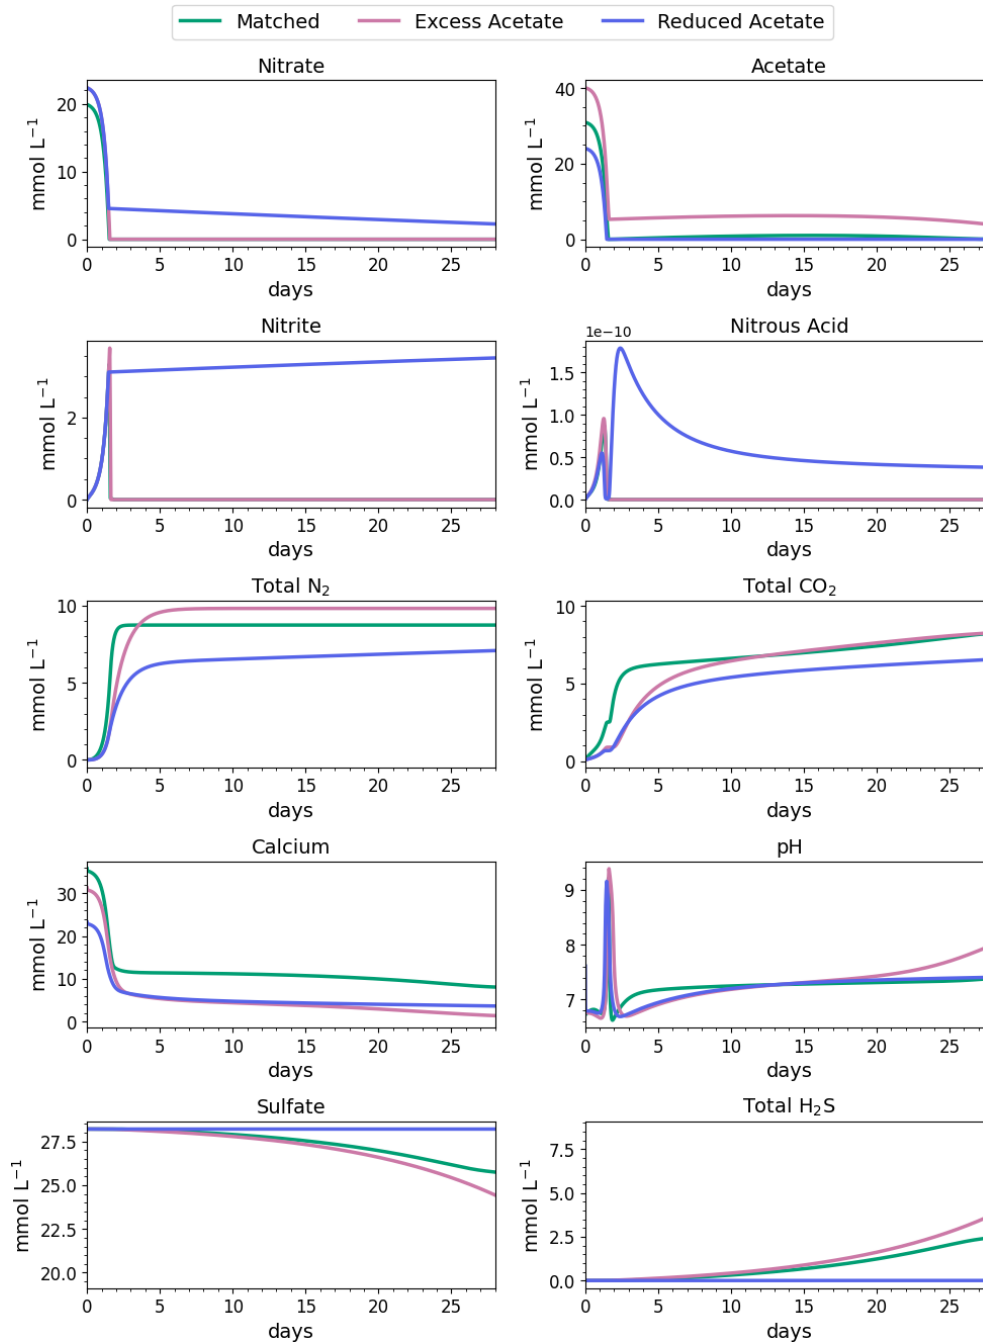 Matched Excess Acetate Reduced Acetate
Nitrate Acetate
mmol L⁻¹ 20 10 0 mmol L⁻¹ 40 20 0
0 5 10 15 20 25 0 5 10 15 20 25
days days
Nitrite Nitrous Acid
1e−10
mmol L⁻¹ 2 0 mmol L⁻¹ 1.5 1.0 0.5 0.0
0 5 10 15 20 25 0 5 10 15 20 25
days days
Total N₂ Total CO₂
mmol L⁻¹ 10 5 0 mmol L⁻¹ 10 5 0
0 5 10 15 20 25 0 5 10 15 20 25
days days
Calcium pH
mmol L⁻¹ 30 20 10 0 9 8 7
0 5 10 15 20 25 0 5 10 15 20 25
days days
Sulfate Total H₂S
mmol L⁻¹ 27.5 25.0 22.5 20.0 mmol L⁻¹ 7.5 5.0 2.5 0.0
0 5 10 15 20 25 0 5 10 15 20 25
days days